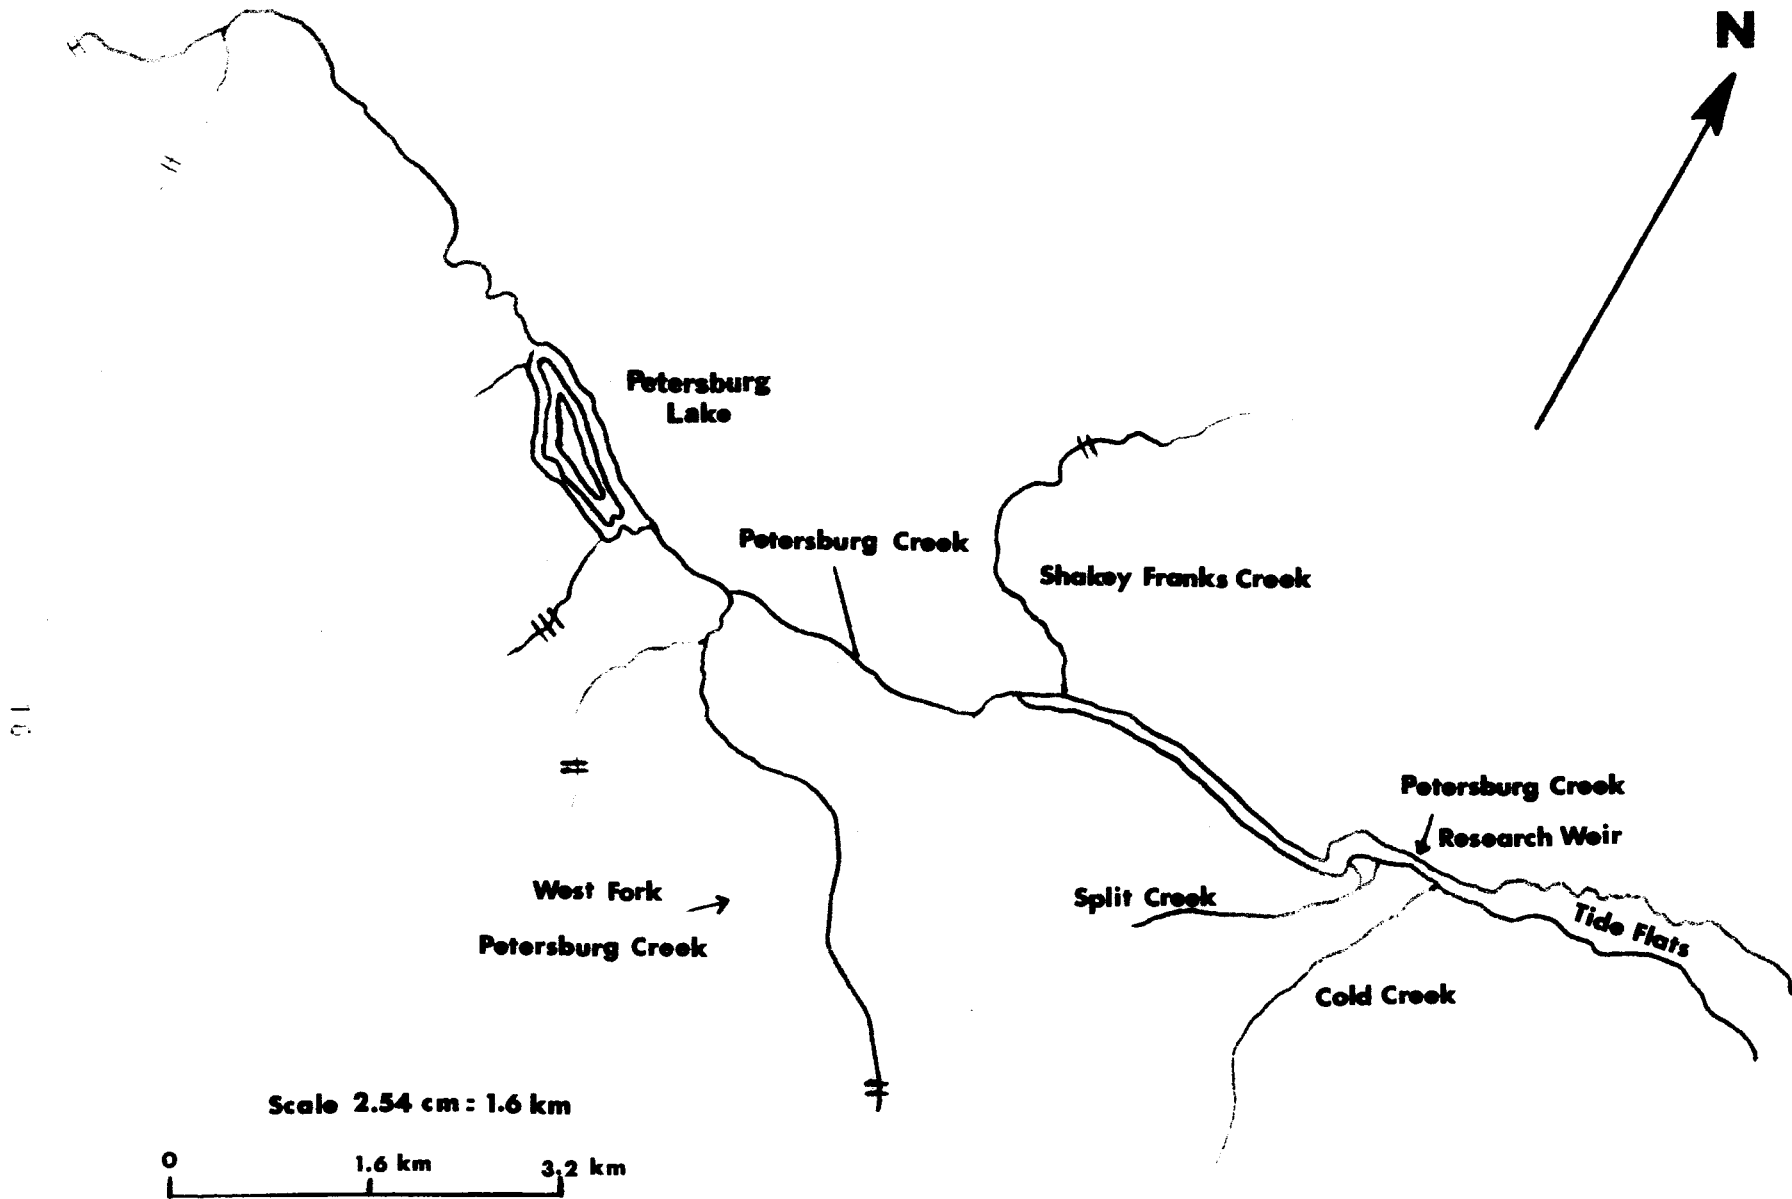 N
Petersburg
Lake
Petersburg Creek
Shakey Franks Creek
Petersburg Creek
Research Weir
Split Creek
Tide Flats
West Fork
Petersburg Creek
Cold Creek
Scale 2.54 cm = 1.6 km
0 1.6 km 3.2 km